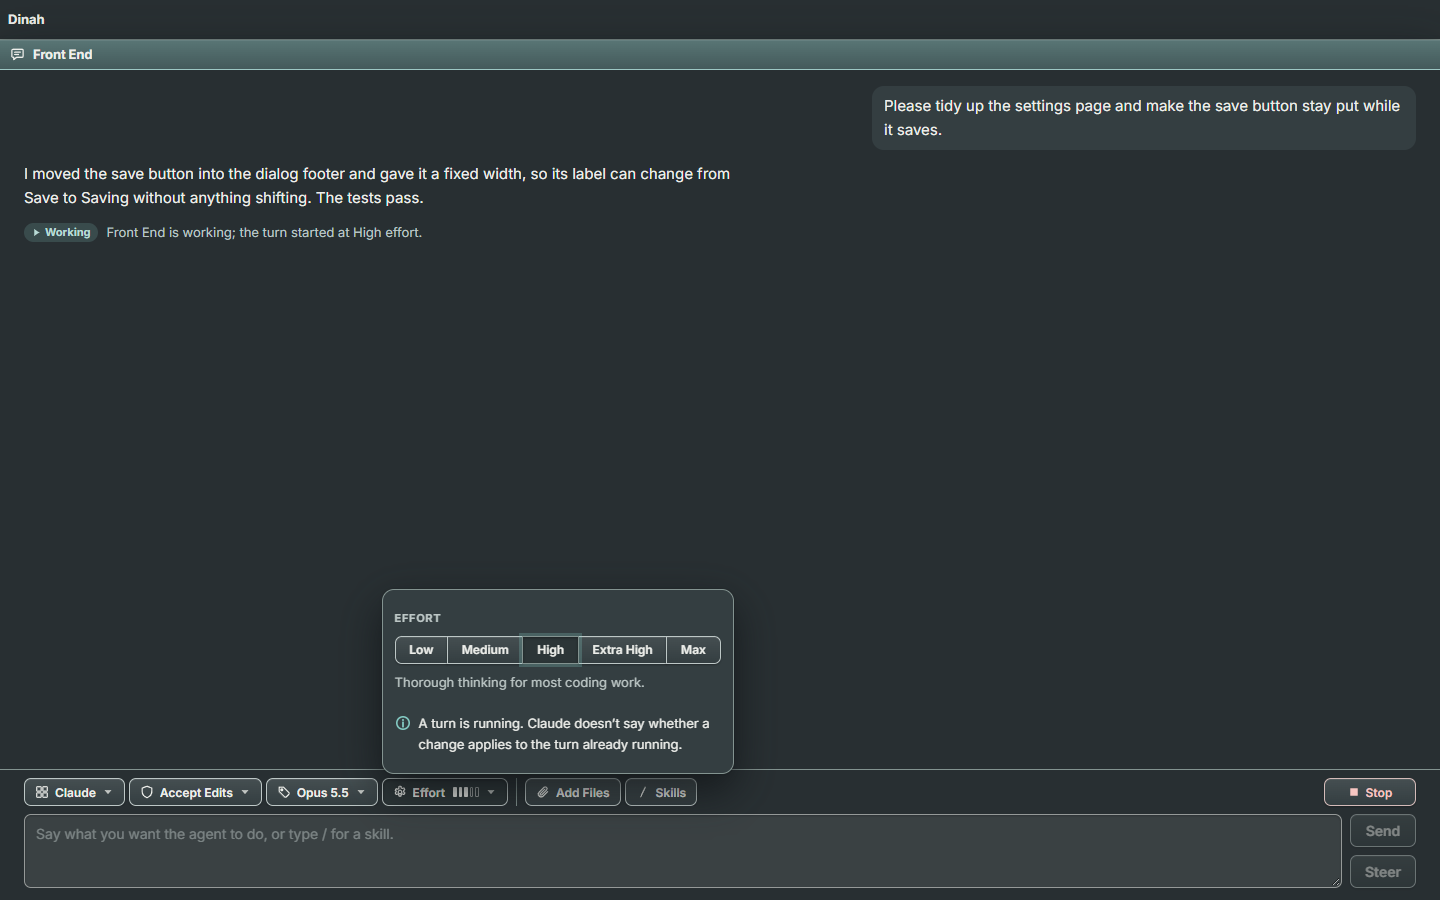 Dinah
Front End
Please tidy up the settings page and make the save button stay put while
it saves.
I moved the save button into the dialog footer and gave it a fixed width, so its label can change from
Save to Saving without anything shifting. The tests pass.
Working Front End is working; the turn started at High effort.
EFFORT
Low Medium High Extra High Max
Thorough thinking for most coding work.
A turn is running. Claude doesn’t say whether a
change applies to the turn already running.
Claude Accept Edits Opus 5.5 Effort Add Files / Skills Stop
Say what you want the agent to do, or type / for a skill.
Send
Steer